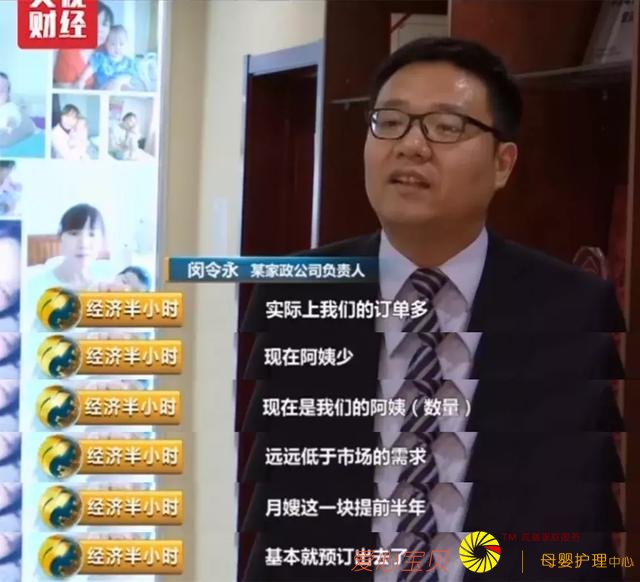 央视
财经
闵令永 某家政公司负责人
经济半小时 实际上我们的订单多
经济半小时 现在阿姨少
经济半小时 现在是我们的阿姨（数量）
经济半小时 远远低于市场的需求
经济半小时 月嫂这一块提前半年
经济半小时 基本就预订出去了
TM
母婴护理中心